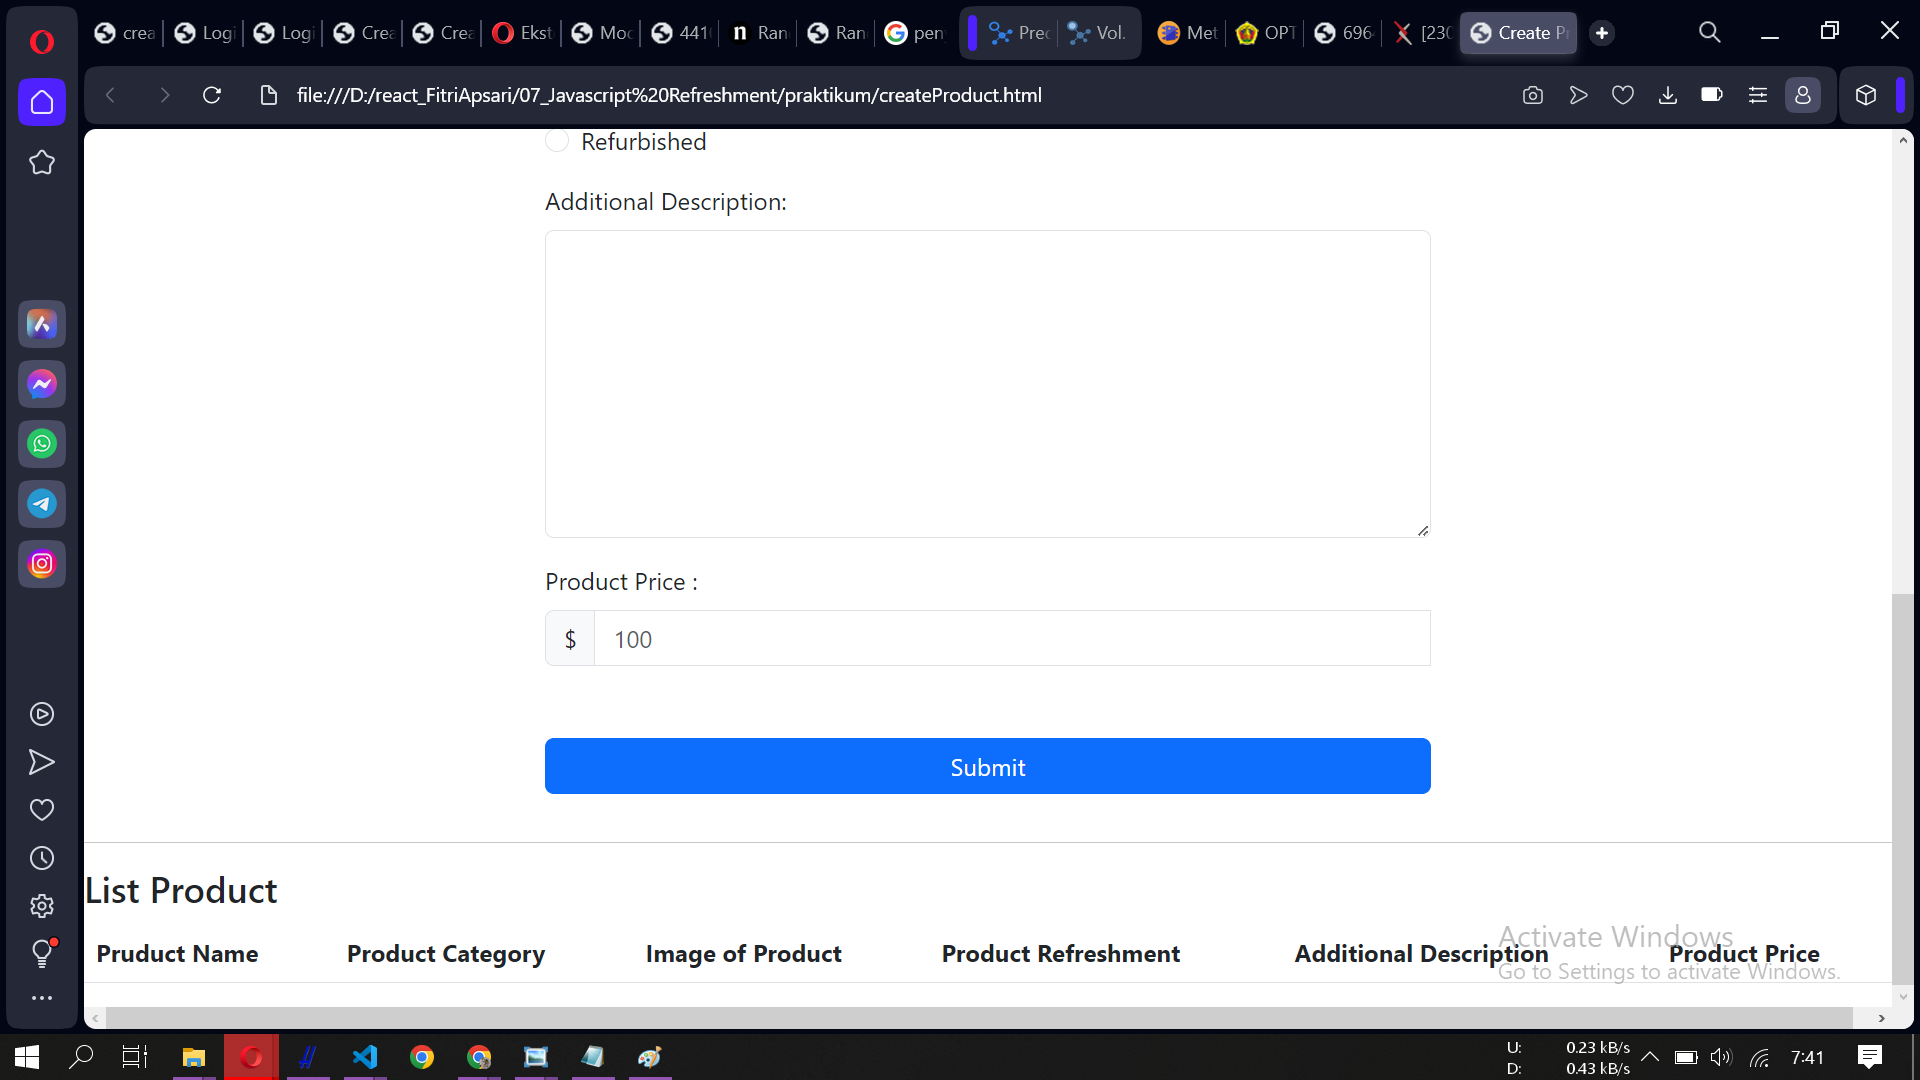 crea
Logi
Logi
Crea
Crea
Ekst
Moc
441
Ran
Ran
pen
Prec
Vol.
Met
OPT
696
[230
Create P
file:///D:/react_FitriApsari/07_Javascript%20Refreshment/praktikum/createProduct.html
Refurbished
Additional Description:
Product Price :
$ 100
Submit
List Product
Pruduct Name Product Category Image of Product Product Refreshment Additional Description Product Price
Activate Windows
Go to Settings to activate Windows.
U: 0.23 kB/s
D: 0.43 kB/s
7:41